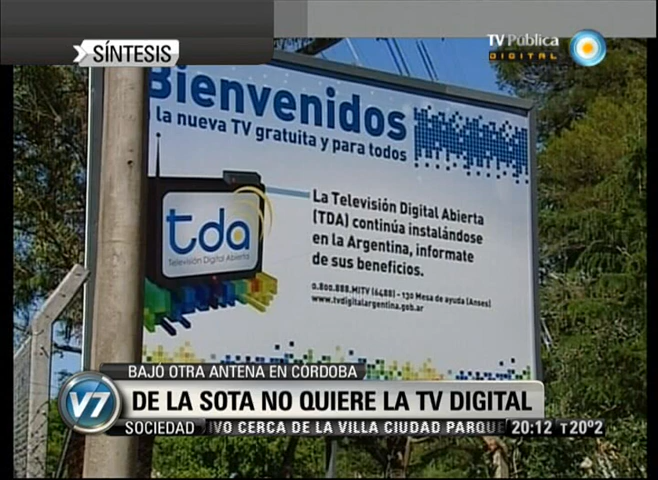 SÍNTESIS
TV Pública
DIGITAL
Bienvenidos
la nueva TV gratuita y para todos
tda
Televisión Digital Abierta
La Televisión Digital Abierta
(TDA) continúa instalándose
en la Argentina, informate
de sus beneficios.
0.800.888.MITV (6488) - 130 Mesa de ayuda (Anses)
www.tvdigitalargentina.gob.ar
BAJÓ OTRA ANTENA EN CÓRDOBA
V7
DE LA SOTA NO QUIERE LA TV DIGITAL
SOCIEDAD IVO CERCA DE LA VILLA CIUDAD PARQUE 20:12 T20º2